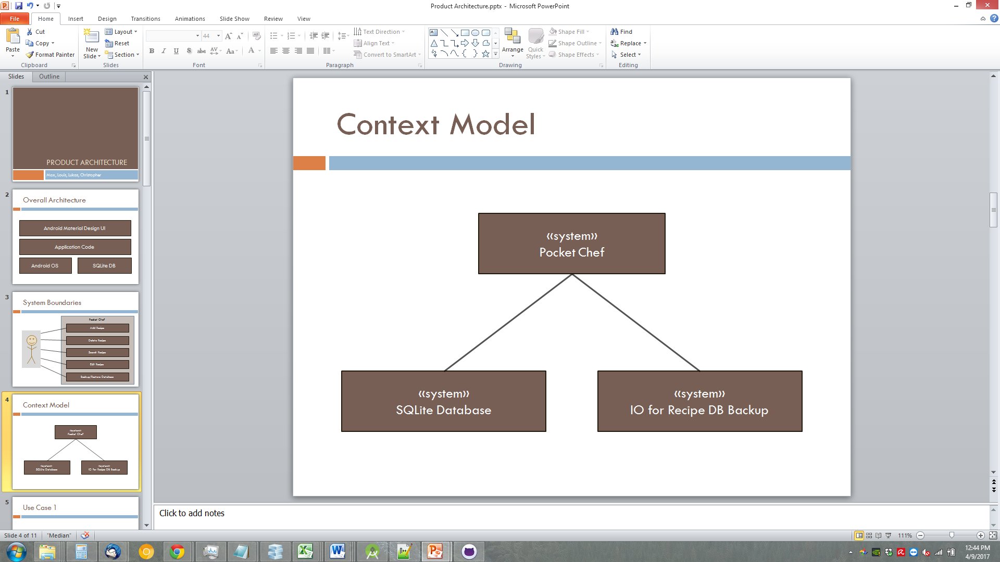 Product Architecture.pptx - Microsoft PowerPoint
File Home Insert Design Transitions Animations Slide Show Review View
Paste
Cut
Copy
Format Painter
Clipboard
New
Slide
Layout
Reset
Section
Slides
44
Font
Text Direction
Align Text
Convert to SmartArt
Paragraph
Arrange
Quick
Styles
Shape Fill
Shape Outline
Shape Effects
Drawing
Find
Replace
Select
Editing
Slides Outline
1
PRODUCT ARCHITECTURE
Max, Louis, Lukas, Christopher
2
Overall Architecture
Android Material Design UI
Application Code
Android OS SQLite DB
3
System Boundaries
Pocket Chef
Add Recipe
Delete Recipe
Search Recipe
Edit Recipe
Backup/Restore Database
4
Context Model
«system»
Pocket Chef
«system»
SQLite Database
«system»
IO for Recipe DB Backup
5
Use Case 1
Context Model
«system»
Pocket Chef
«system»
SQLite Database
«system»
IO for Recipe DB Backup
Click to add notes
Slide 4 of 11 "Median" 111%
12:44 PM
4/9/2017